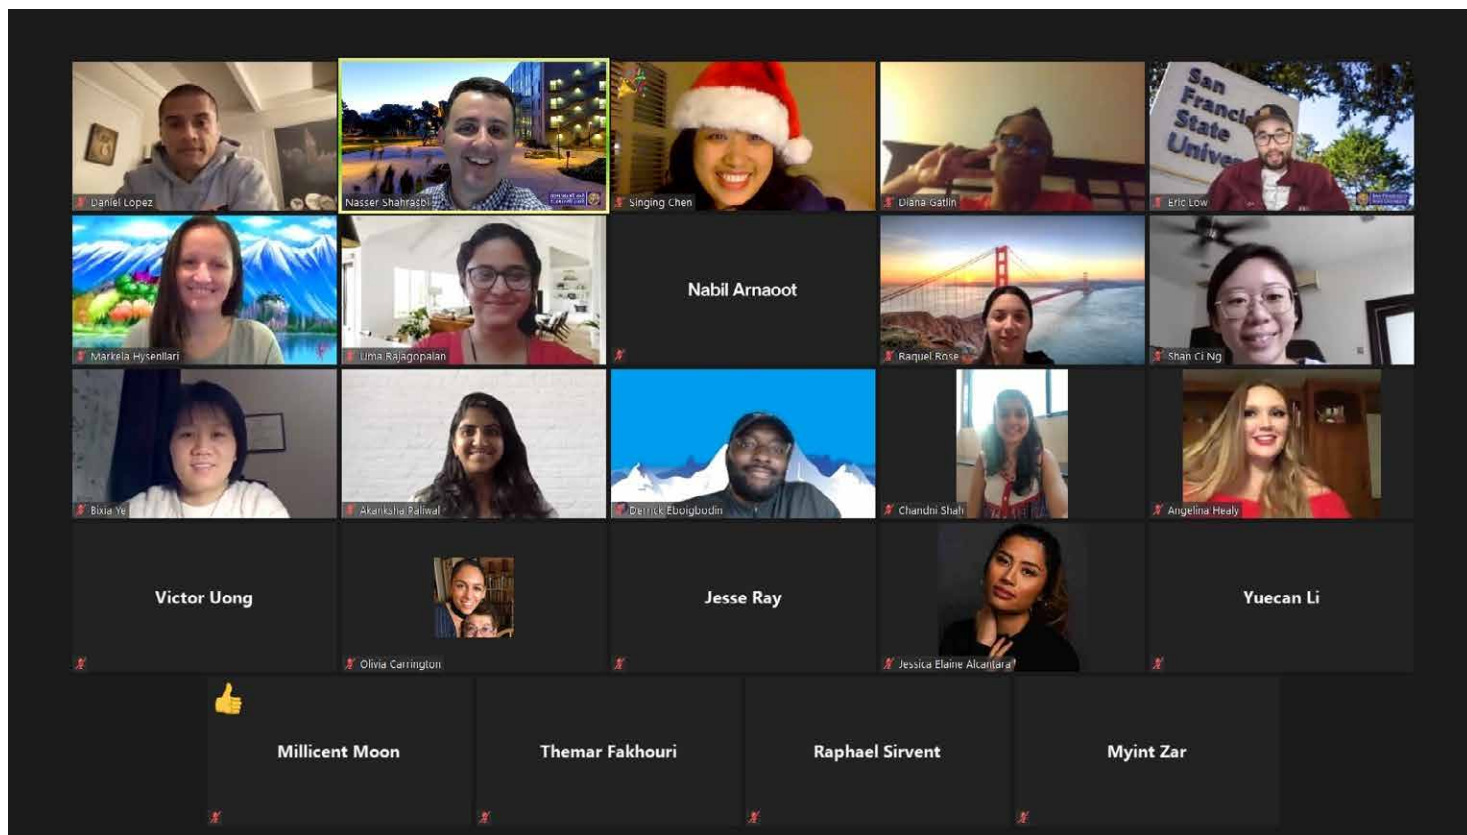 Daniel Lopez
Nasser Shahrasbi
Singing Chen
Diana Gatlin
San
Francisco
State
Univer
Eric Low
Markela Hysenllari
Uma Rajagopalan
Nabil Arnaoot
Raquel Rose
Shan Ci Ng
Bixia Ye
Akanksha Paliwal
Derrick Eboigbodin
Chandni Shah
Angelina Healy
Victor Uong
Olivia Carrington
Jesse Ray
Jessica Elaine Alcantara
Yuecan Li
Millicent Moon
Themar Fakhouri
Raphael Sirvent
Myint Zar